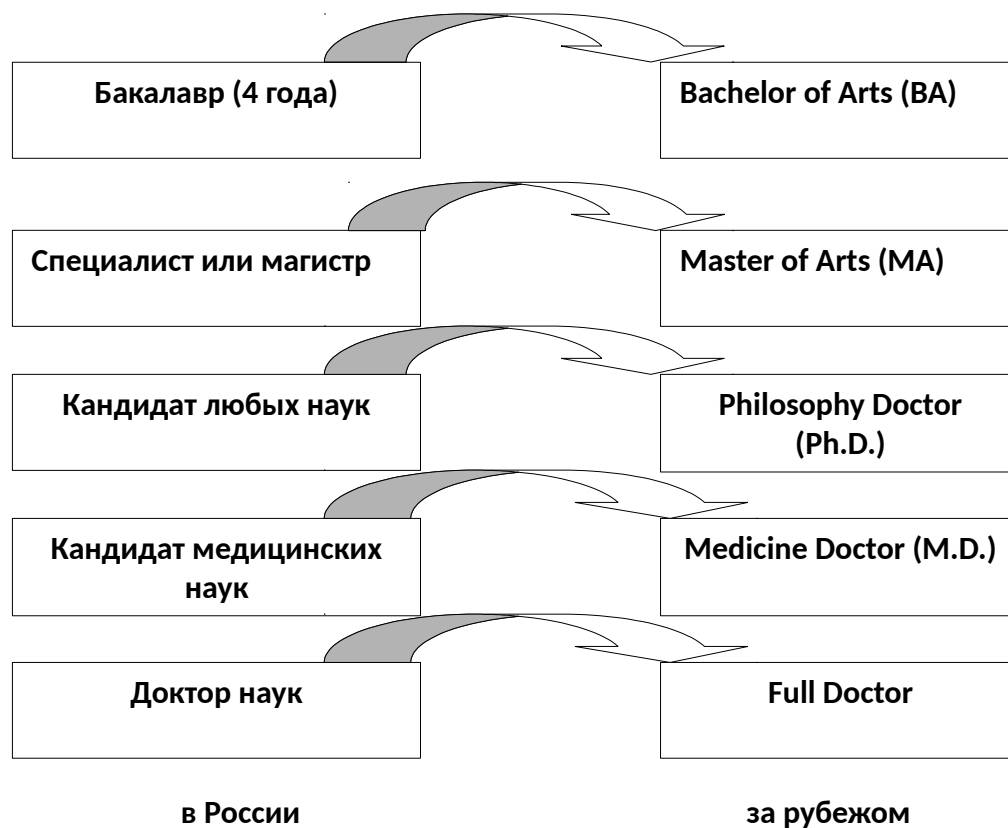 Бакалавр (4 года)
Bachelor of Arts (BA)
Специалист или магистр
Master of Arts (MA)
Кандидат любых наук
Philosophy Doctor
(Ph.D.)
Кандидат медицинских
наук
Medicine Doctor (M.D.)
Доктор наук
Full Doctor
в России
за рубежом